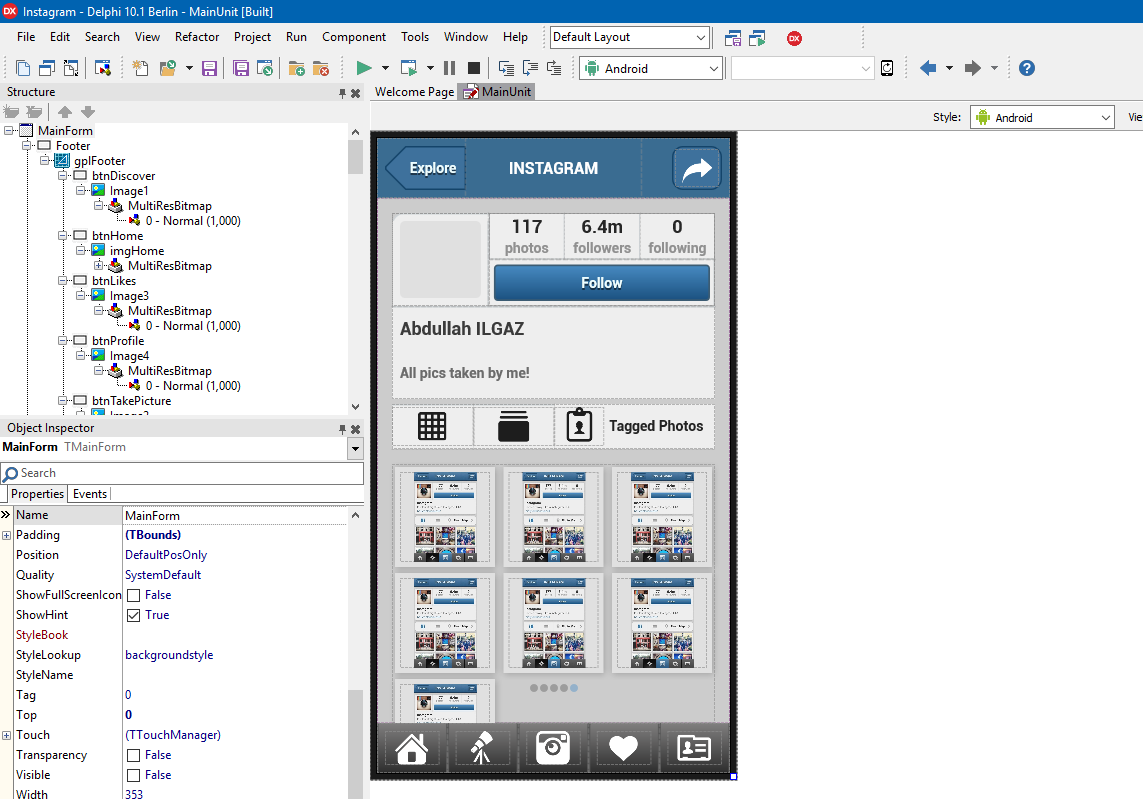 Instagram - Delphi 10.1 Berlin - MainUnit [Built]
File Edit Search View Refactor Project Run Component Tools Window Help Default Layout
Android
Structure
Welcome Page MainUnit
Style: Android
MainForm
Footer
gplFooter
btnDiscover
Image1
MultiResBitmap
0 - Normal (1,000)
btnHome
imgHome
MultiResBitmap
btnLikes
Image3
MultiResBitmap
0 - Normal (1,000)
btnProfile
Image4
MultiResBitmap
0 - Normal (1,000)
btnTakePicture
Object Inspector
MainForm TMainForm
Search
Properties Events
Name MainForm
Padding (TBounds)
Position DefaultPosOnly
Quality SystemDefault
ShowFullScreenIcon False
ShowHint True
StyleBook
StyleLookup backgroundstyle
StyleName
Tag 0
Top 0
Touch (TTouchManager)
Transparency False
Visible False
Width 353
Explore INSTAGRAM
117 6.4m 0
photos followers following
Follow
Abdullah ILGAZ
All pics taken by me!
Tagged Photos